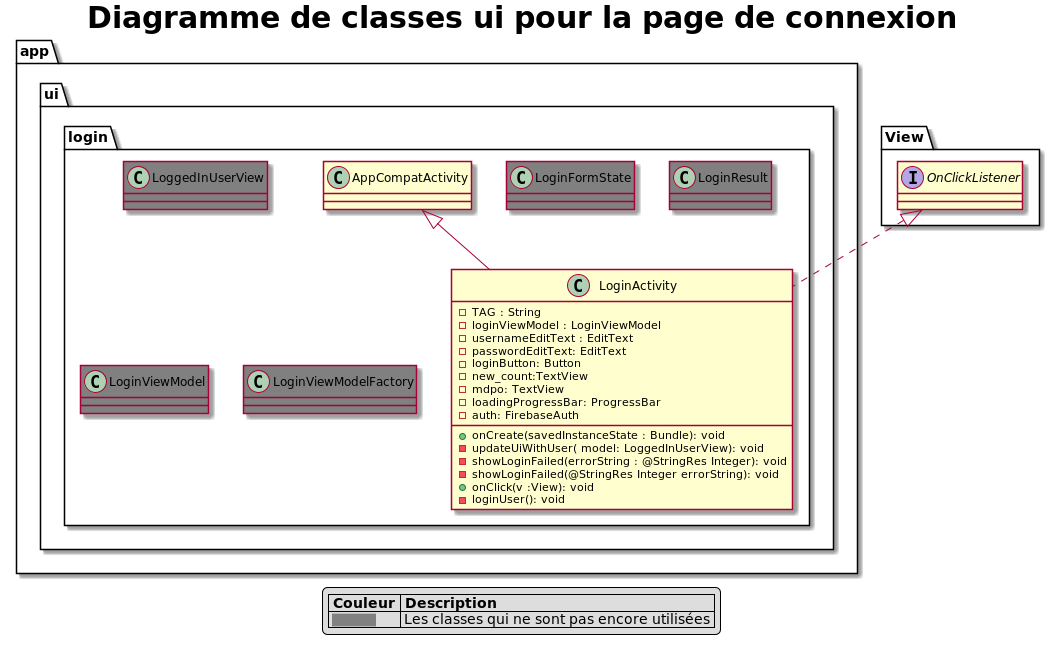 Diagramme de classes ui pour la page de connexion
app
ui
login
View
C LoggedInUserView
C AppCompatActivity
C LoginFormState
C LoginResult
I OnClickListener
C LoginActivity
TAG : String
loginViewModel : LoginViewModel
usernameEditText : EditText
passwordEditText: EditText
loginButton: Button
new_count:TextView
mdpo: TextView
loadingProgressBar: ProgressBar
auth: FirebaseAuth
onCreate(savedInstanceState : Bundle): void
updateUiWithUser( model: LoggedInUserView): void
showLoginFailed(errorString : @StringRes Integer): void
showLoginFailed(@StringRes Integer errorString): void
onClick(v :View): void
loginUser(): void
C LoginViewModel
C LoginViewModelFactory
Couleur Description
Les classes qui ne sont pas encore utilisées